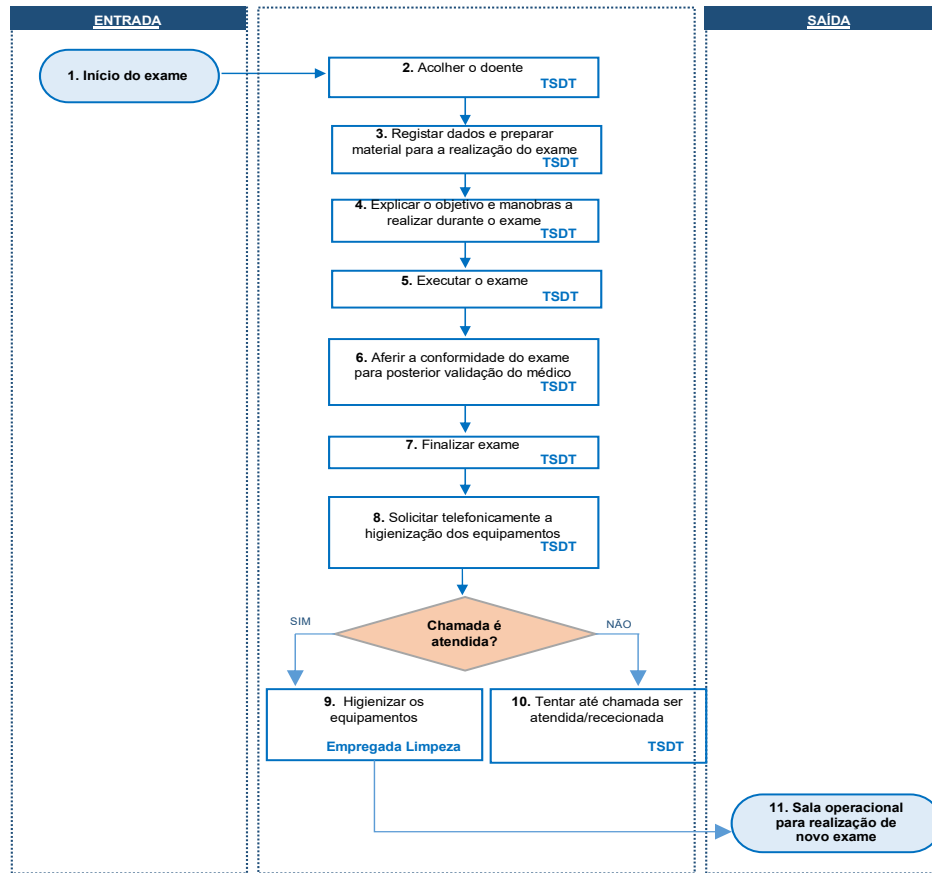 ENTRADA
SAÍDA
1. Início do exame
2. Acolher o doente
TSDT
3. Registar dados e preparar
material para a realização do exame
TSDT
4. Explicar o objetivo e manobras a
realizar durante o exame
TSDT
5. Executar o exame
TSDT
6. Aferir a conformidade do exame
para posterior validação do médico
TSDT
7. Finalizar exame
TSDT
8. Solicitar telefonicamente a
higienização dos equipamentos
TSDT
Chamada é
atendida?
SIM
NÃO
9. Higienizar os
equipamentos
Empregada Limpeza
10. Tentar até chamada ser
atendida/rececionada
TSDT
11. Sala operacional
para realização de
novo exame